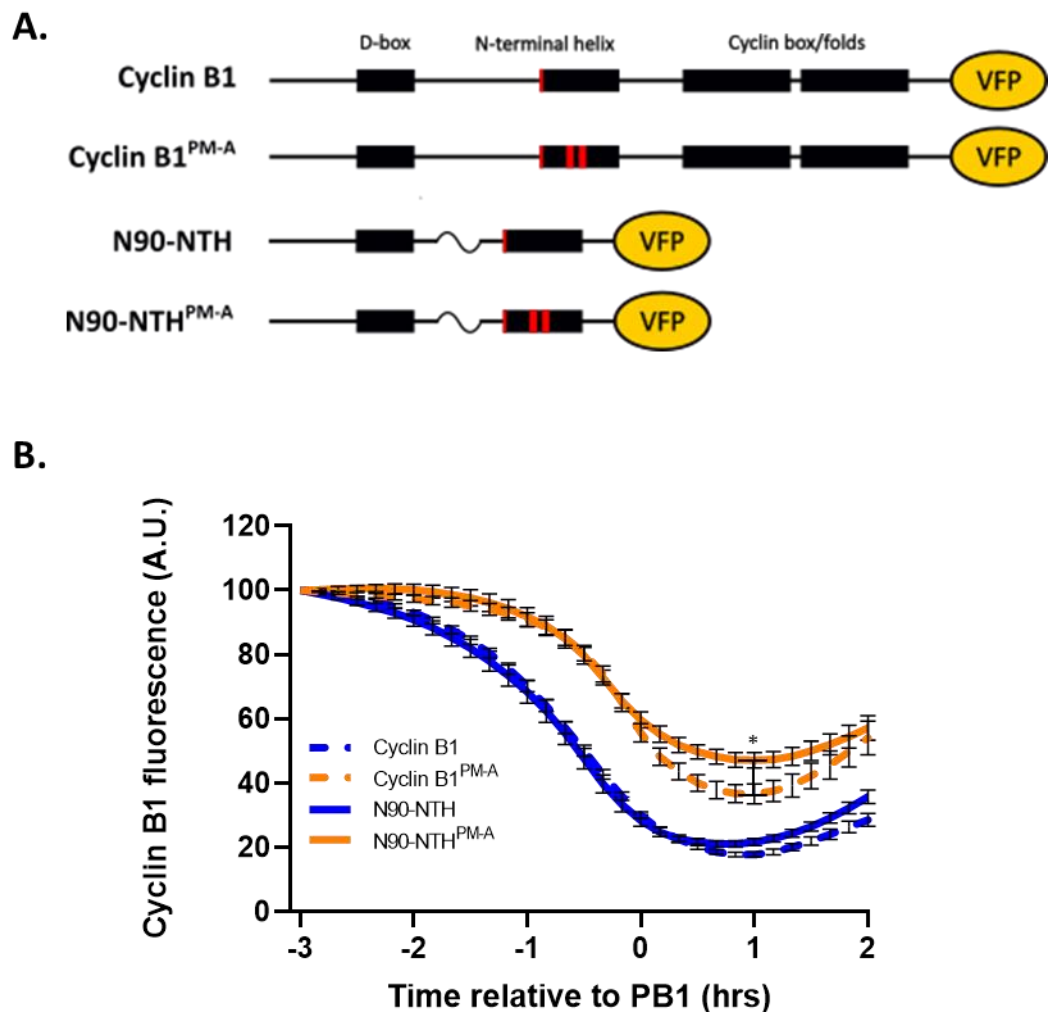 A.
D-box N-terminal helix Cyclin box/folds
Cyclin B1 VFP
Cyclin B1PM-A VFP
N90-NTH VFP
N90-NTHPM-A VFP
B.
Cyclin B1 fluorescence (A.U.)
120
100
80
60
40
20
0
*
Cyclin B1
Cyclin B1PM-A
N90-NTH
N90-NTHPM-A
-3 -2 -1 0 1 2
Time relative to PB1 (hrs)